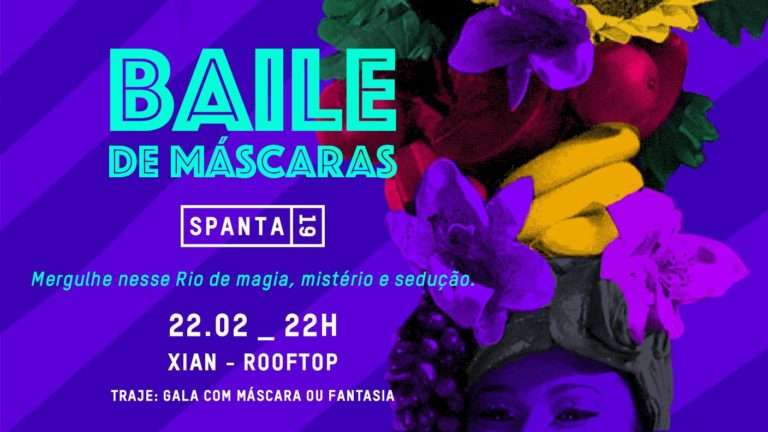 BAILE
DE MÁSCARAS
SPANTA 19
Mergulhe nesse Rio de magia, mistério e sedução.
22.02 _ 22H
XIAN - ROOFTOP
TRAJE: GALA COM MÁSCARA OU FANTASIA